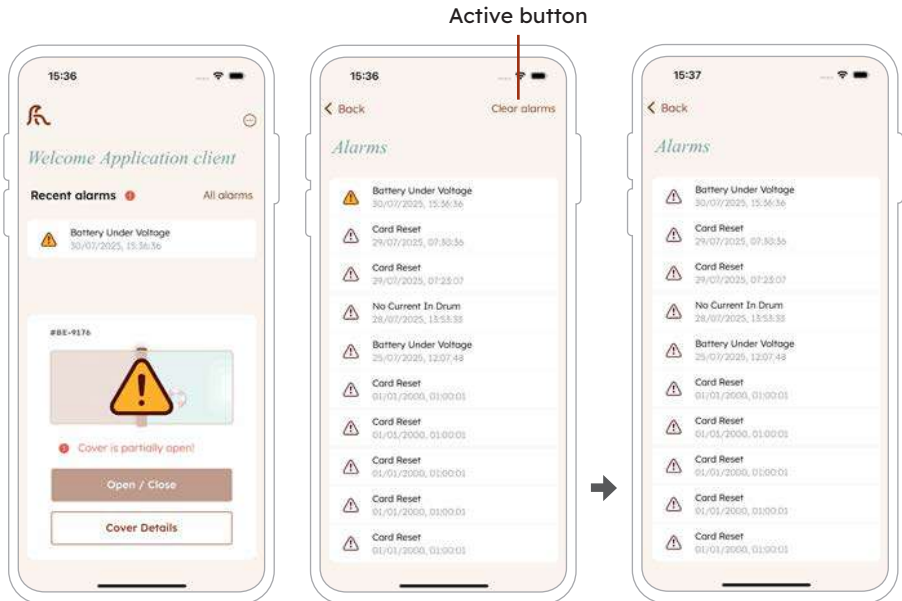 Active button
15:36
Welcome Application client
Recent alarms
All alarms
Battery Under Voltage
30/07/2025, 15:36:36
#BE-9176
Cover is partially open!
Open / Close
Cover Details
15:36
Back
Clear alarms
Alarms
Battery Under Voltage
30/07/2025, 15:36:36
Card Reset
29/07/2025, 07:30:36
Card Reset
29/07/2025, 07:23:07
No Current In Drum
28/07/2025, 13:53:33
Battery Under Voltage
25/07/2025, 12:07:48
Card Reset
01/01/2000, 01:00:01
Card Reset
01/01/2000, 01:00:01
Card Reset
01/01/2000, 01:00:01
Card Reset
01/01/2000, 01:00:01
Card Reset
01/01/2000, 01:00:01
15:37
Back
Alarms
Battery Under Voltage
30/07/2025, 15:36:36
Card Reset
29/07/2025, 07:30:36
Card Reset
29/07/2025, 07:23:07
No Current In Drum
28/07/2025, 13:53:33
Battery Under Voltage
25/07/2025, 12:07:48
Card Reset
01/01/2000, 01:00:01
Card Reset
01/01/2000, 01:00:01
Card Reset
01/01/2000, 01:00:01
Card Reset
01/01/2000, 01:00:01
Card Reset
01/01/2000, 01:00:01